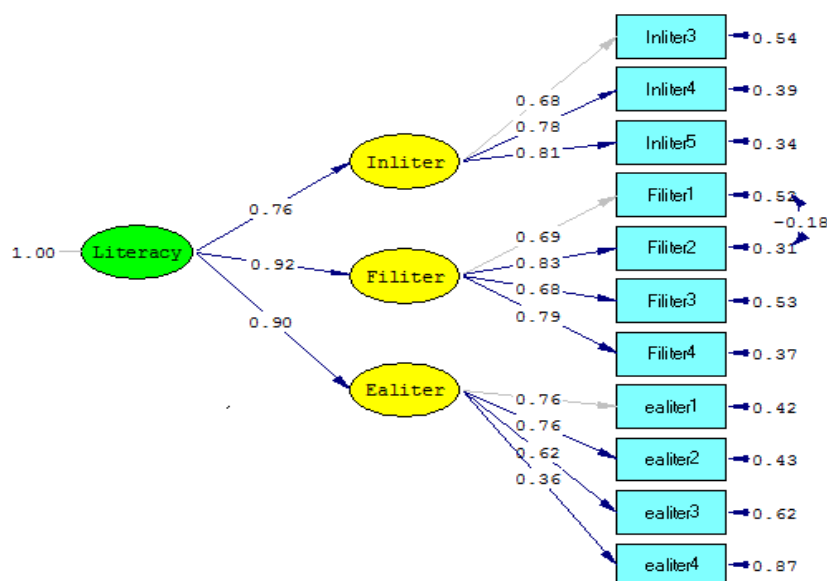 Inliter3
0.54
0.68
Inliter4
0.39
0.78
Inliter5
0.34
0.81
Inliter
Filiter1
0.53
-0.18
0.76
0.69
Filiter2
0.31
1.00
Literacy
0.83
0.92
Filiter
0.68
Filiter3
0.53
0.79
0.90
Filiter4
0.37
Ealiter
0.76
ealiter1
0.42
0.76
ealiter2
0.43
0.62
0.36
ealiter3
0.62
ealiter4
0.87